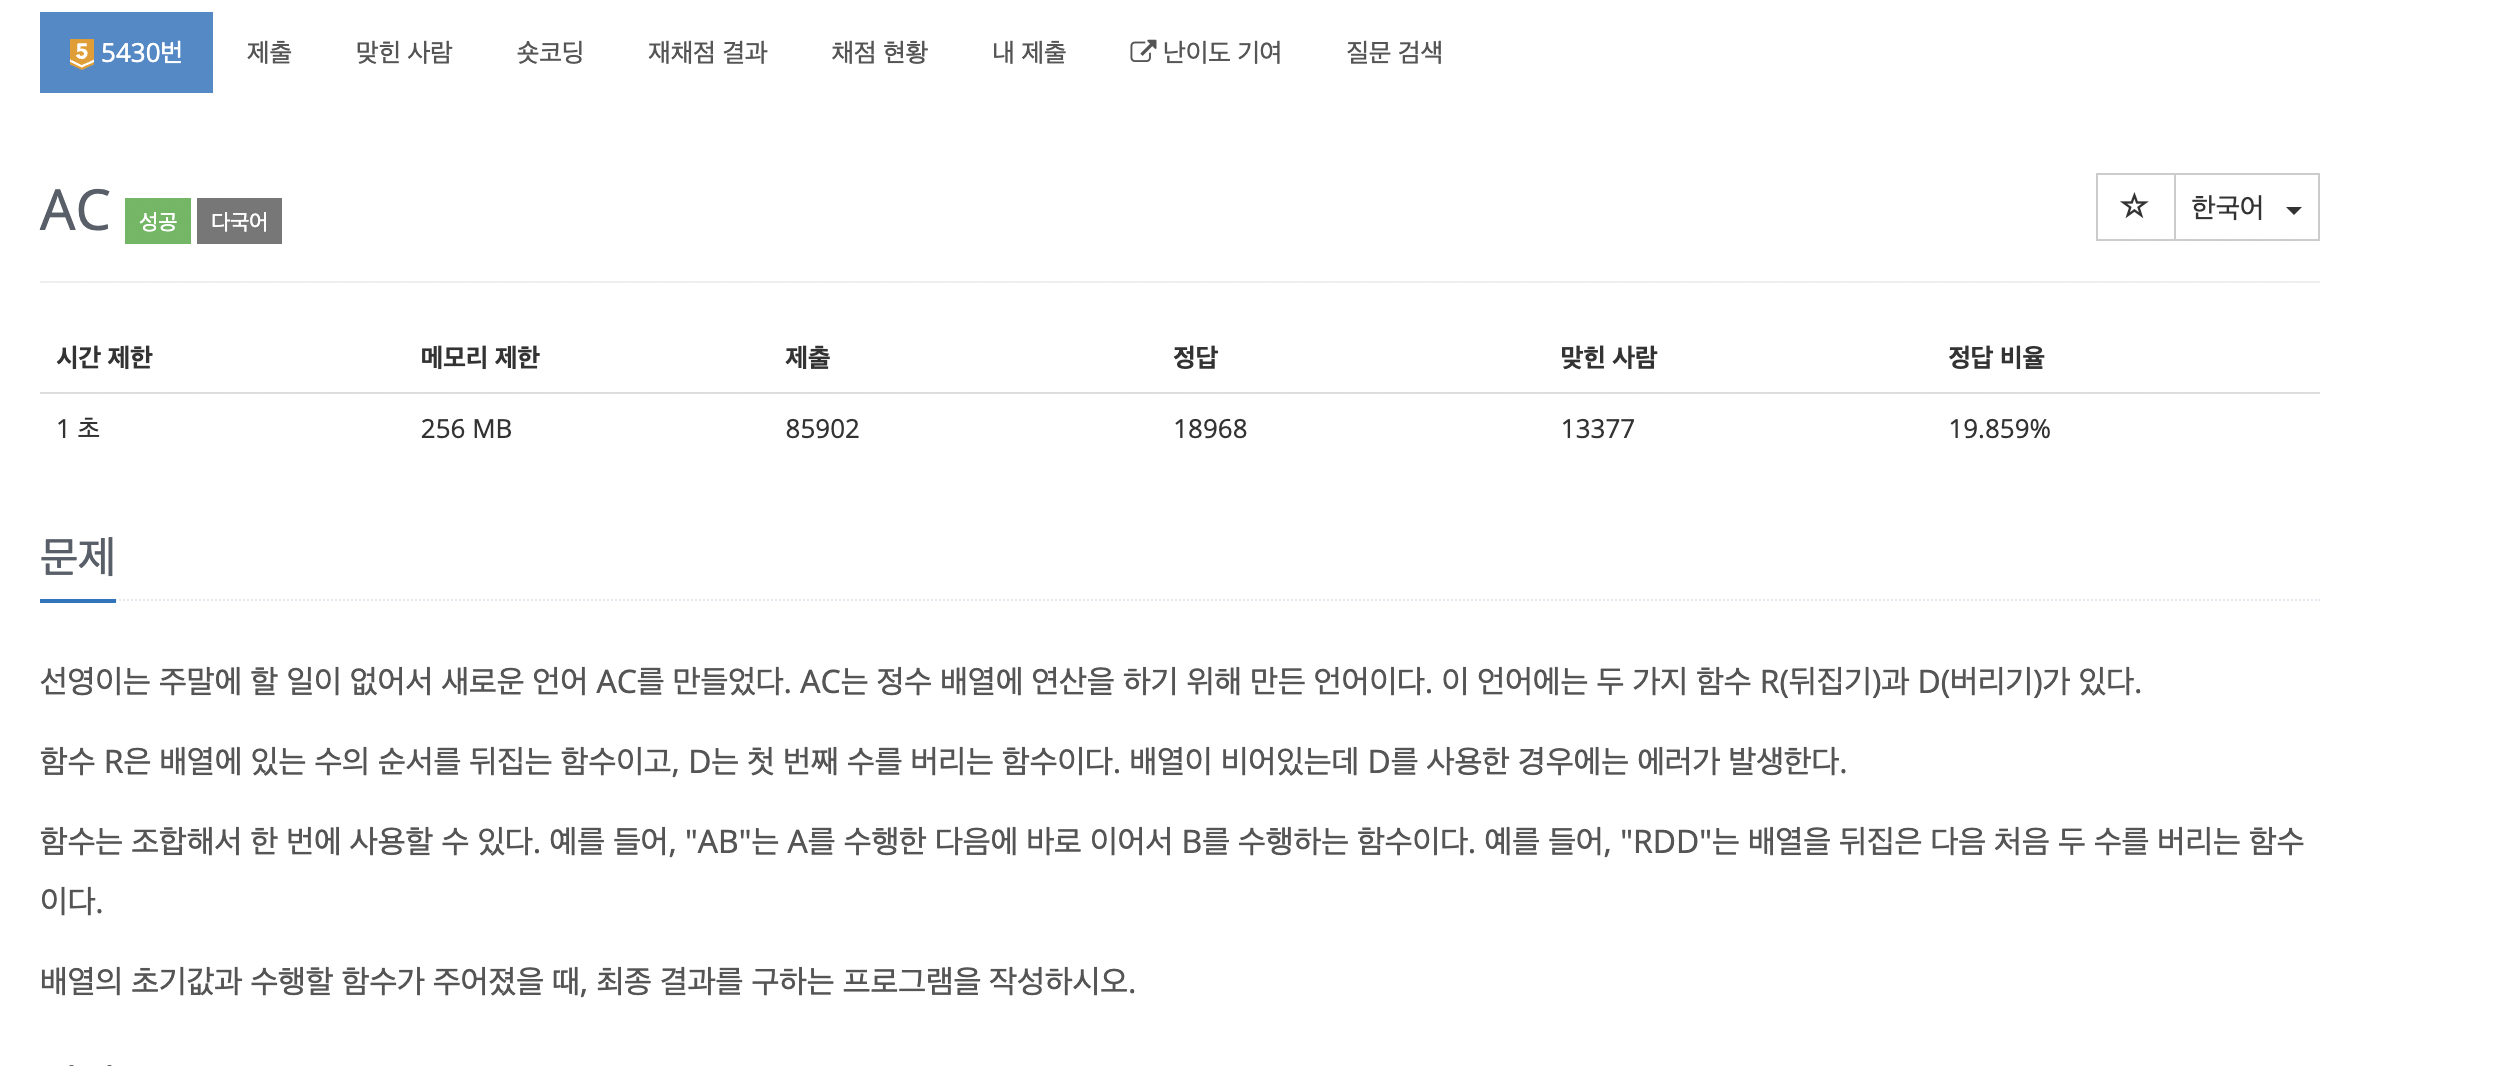 5 5430번 제출 맞힌 사람 숏코딩 재채점 결과 채점 현황 내 제출 난이도 기여 질문 검색
AC 성공 다국어 한국어
시간 제한 메모리 제한 제출 정답 맞힌 사람 정답 비율
1 초 256 MB 85902 18968 13377 19.859%
문제
선영이는 주말에 할 일이 없어서 새로운 언어 AC를 만들었다. AC는 정수 배열에 연산을 하기 위해 만든 언어이다. 이 언어에는 두 가지 함수 R(뒤집기)과 D(버리기)가 있다.
함수 R은 배열에 있는 수의 순서를 뒤집는 함수이고, D는 첫 번째 수를 버리는 함수이다. 배열이 비어있는데 D를 사용한 경우에는 에러가 발생한다.
함수는 조합해서 한 번에 사용할 수 있다. 예를 들어, "AB"는 A를 수행한 다음에 바로 이어서 B를 수행하는 함수이다. 예를 들어, "RDD"는 배열을 뒤집은 다음 처음 두 수를 버리는 함수
이다.
배열의 초기값과 수행할 함수가 주어졌을 때, 최종 결과를 구하는 프로그램을 작성하시오.